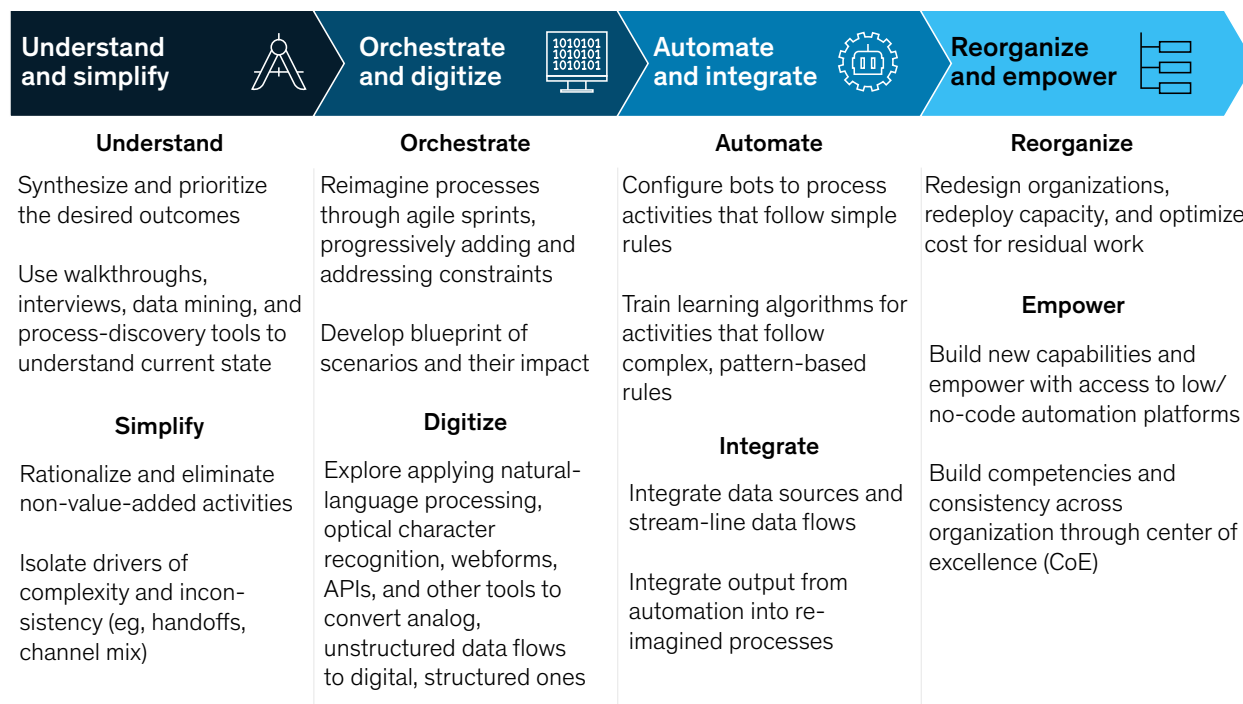 Understand
and simplify
Orchestrate
and digitize
1010101
1010101
1010101
Automate
and integrate
Reorganize
and empower
Understand
Synthesize and prioritize
the desired outcomes
Use walkthroughs,
interviews, data mining, and
process-discovery tools to
understand current state
Simplify
Rationalize and eliminate
non-value-added activities
Isolate drivers of
complexity and incon-
sistency (eg, handoffs,
channel mix)
Orchestrate
Reimagine processes
through agile sprints,
progressively adding and
addressing constraints
Develop blueprint of
scenarios and their impact
Digitize
Explore applying natural-
language processing,
optical character
recognition, webforms,
APIs, and other tools to
convert analog,
unstructured data flows
to digital, structured ones
Automate
Configure bots to process
activities that follow simple
rules
Train learning algorithms for
activities that follow
complex, pattern-based
rules
Integrate
Integrate data sources and
stream-line data flows
Integrate output from
automation into re-
imagined processes
Reorganize
Redesign organizations,
redeploy capacity, and optimize
cost for residual work
Empower
Build new capabilities and
empower with access to low/
no-code automation platforms
Build competencies and
consistency across
organization through center of
excellence (CoE)